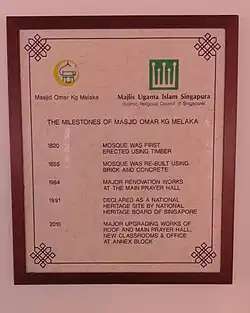 Masjid Omar Kg Melaka
Majlis Ugama Islam Singapura
(Islamic Religious Council of Singapore)
THE MILESTONES OF MASJID OMAR KG MELAKA
1820 MOSQUE WAS FIRST
ERECTED USING TIMBER
1855 MOSQUE WAS RE-BUILT USING
BRICK AND CONCRETE
1984 MAJOR RENOVATION WORKS
AT THE MAIN PRAYER HALL
1991 DECLARED AS A NATIONAL
HERITAGE SITE BY NATIONAL
HERITAGE BOARD OF SINGAPORE
2010 MAJOR UPGRADING WORKS OF
ROOF AND MAIN PRAYER HALL,
NEW CLASSROOMS & OFFICE
AT ANNEX BLOCK